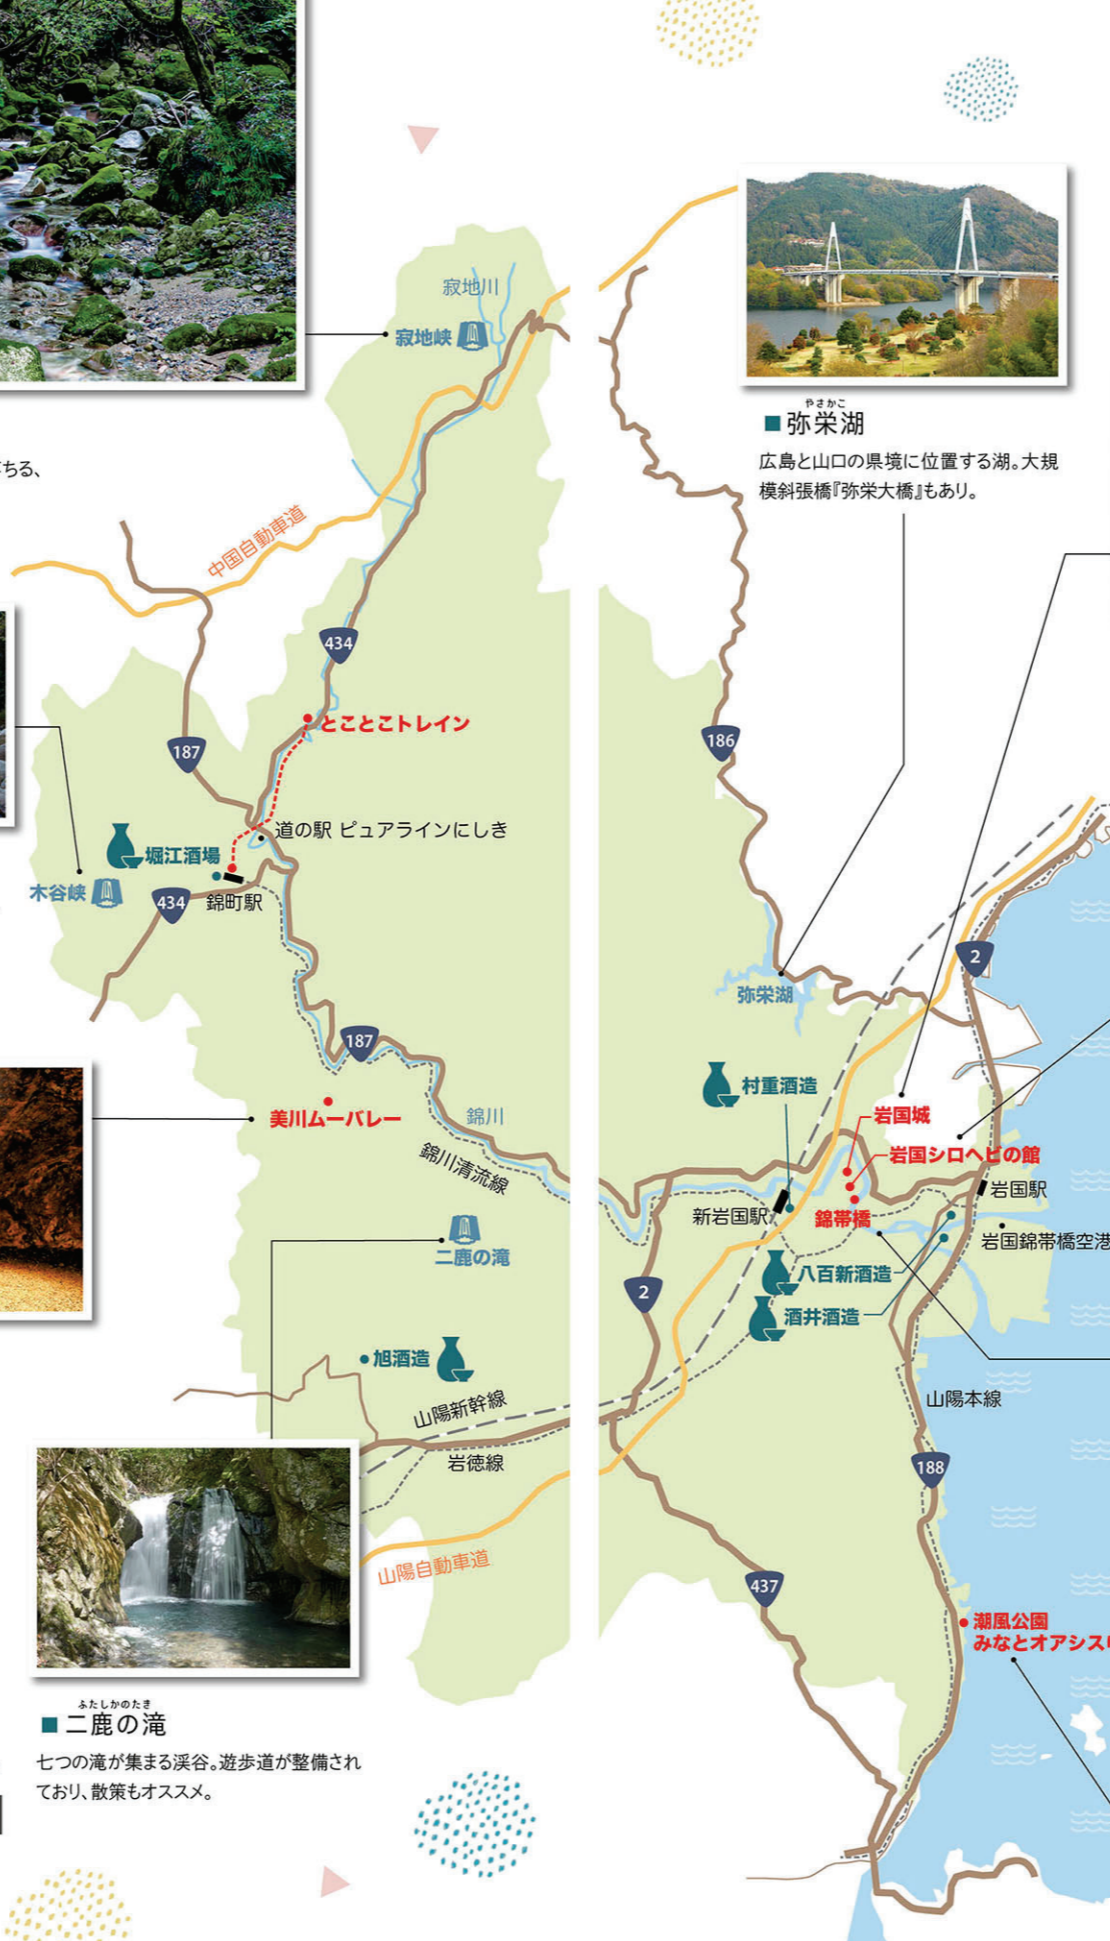 寂地川
寂地峡
やさかこ
■弥栄湖
広島と山口の県境に位置する湖。大規
模斜張橋『弥栄大橋』もあり。
ちる、
中国自動車道
434
とことこトレイン
187
186
道の駅 ピュアラインにしき
堀江酒場
木谷峡
434
錦町駅
2
弥栄湖
187
村重酒造
美川ムーバレー
錦川
岩国城
錦川清流線
岩国シロヘビの館
岩国駅
新岩国駅
錦帯橋
二鹿の滝
岩国錦帯橋空港
八百新酒造
2
酒井酒造
旭酒造
山陽新幹線
山陽本線
岩徳線
188
山陽自動車道
437
潮風公園
みなとオアシス
ふたしかのたき
■二鹿の滝
七つの滝が集まる渓谷。遊歩道が整備され
ており、散策もオススメ。